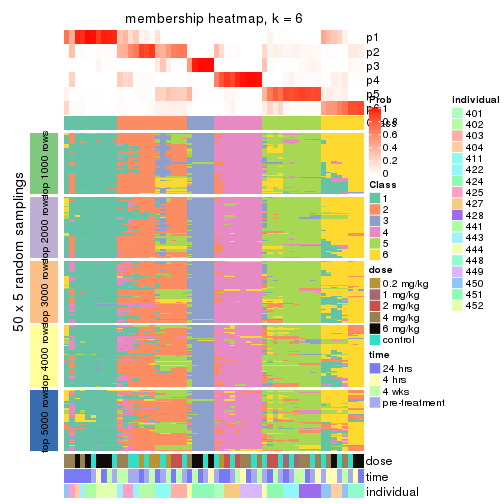 membership heatmap, k = 6
p1
p2
p3
p4
p5
p6
Class
50 x 5 random samplings
top 1000 rows
top 2000 rows
top 3000 rows
top 4000 rows
top 5000 rows
dose
time
individual
Prob
1
0.8
0.6
0.4
0.2
0
Class
1
2
3
4
5
6
dose
0.2 mg/kg
1 mg/kg
2 mg/kg
4 mg/kg
6 mg/kg
control
time
24 hrs
4 hrs
4 wks
pre-treatment
individual
401
402
403
404
411
422
424
425
427
428
441
443
444
448
449
450
451
452